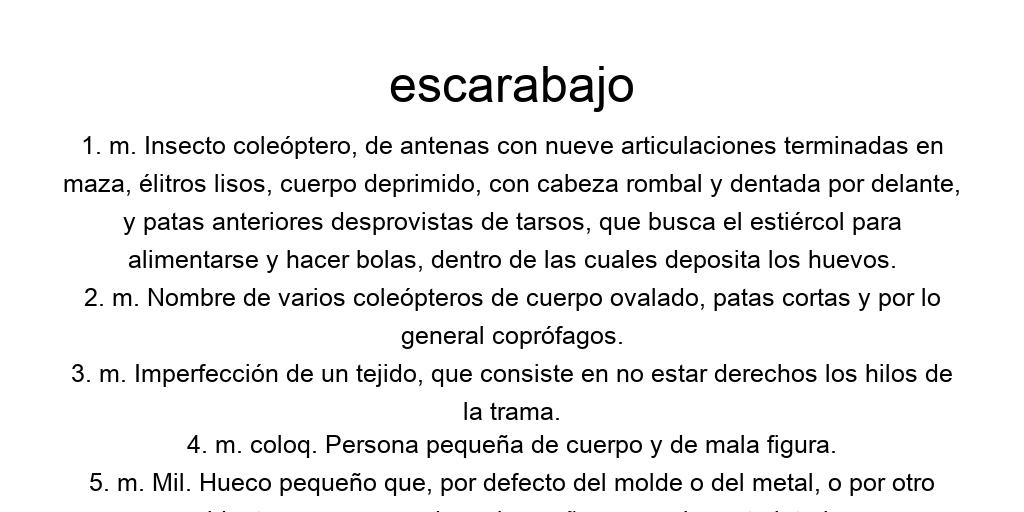 escarabajo
1. m. Insecto coleóptero, de antenas con nueve articulaciones terminadas en
maza, élitros lisos, cuerpo deprimido, con cabeza rombal y dentada por delante,
y patas anteriores desprovistas de tarsos, que busca el estiércol para
alimentarse y hacer bolas, dentro de las cuales deposita los huevos.
2. m. Nombre de varios coleópteros de cuerpo ovalado, patas cortas y por lo
general coprófagos.
3. m. Imperfección de un tejido, que consiste en no estar derechos los hilos de
la trama.
4. m. coloq. Persona pequeña de cuerpo y de mala figura.
5. m. Mil. Hueco pequeño que, por defecto del molde o del metal, o por otro